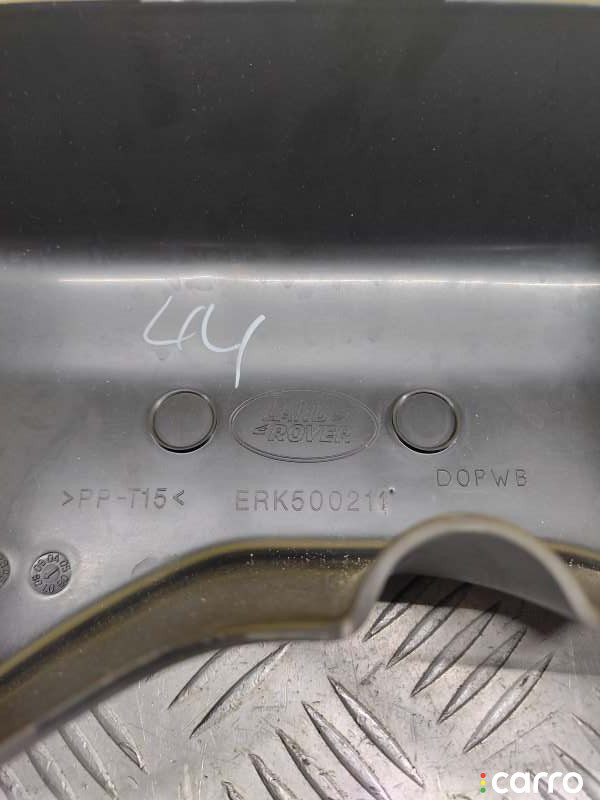 44
LAND
ROVER
>PP-T15<
ERK500211
DOPWB
carro